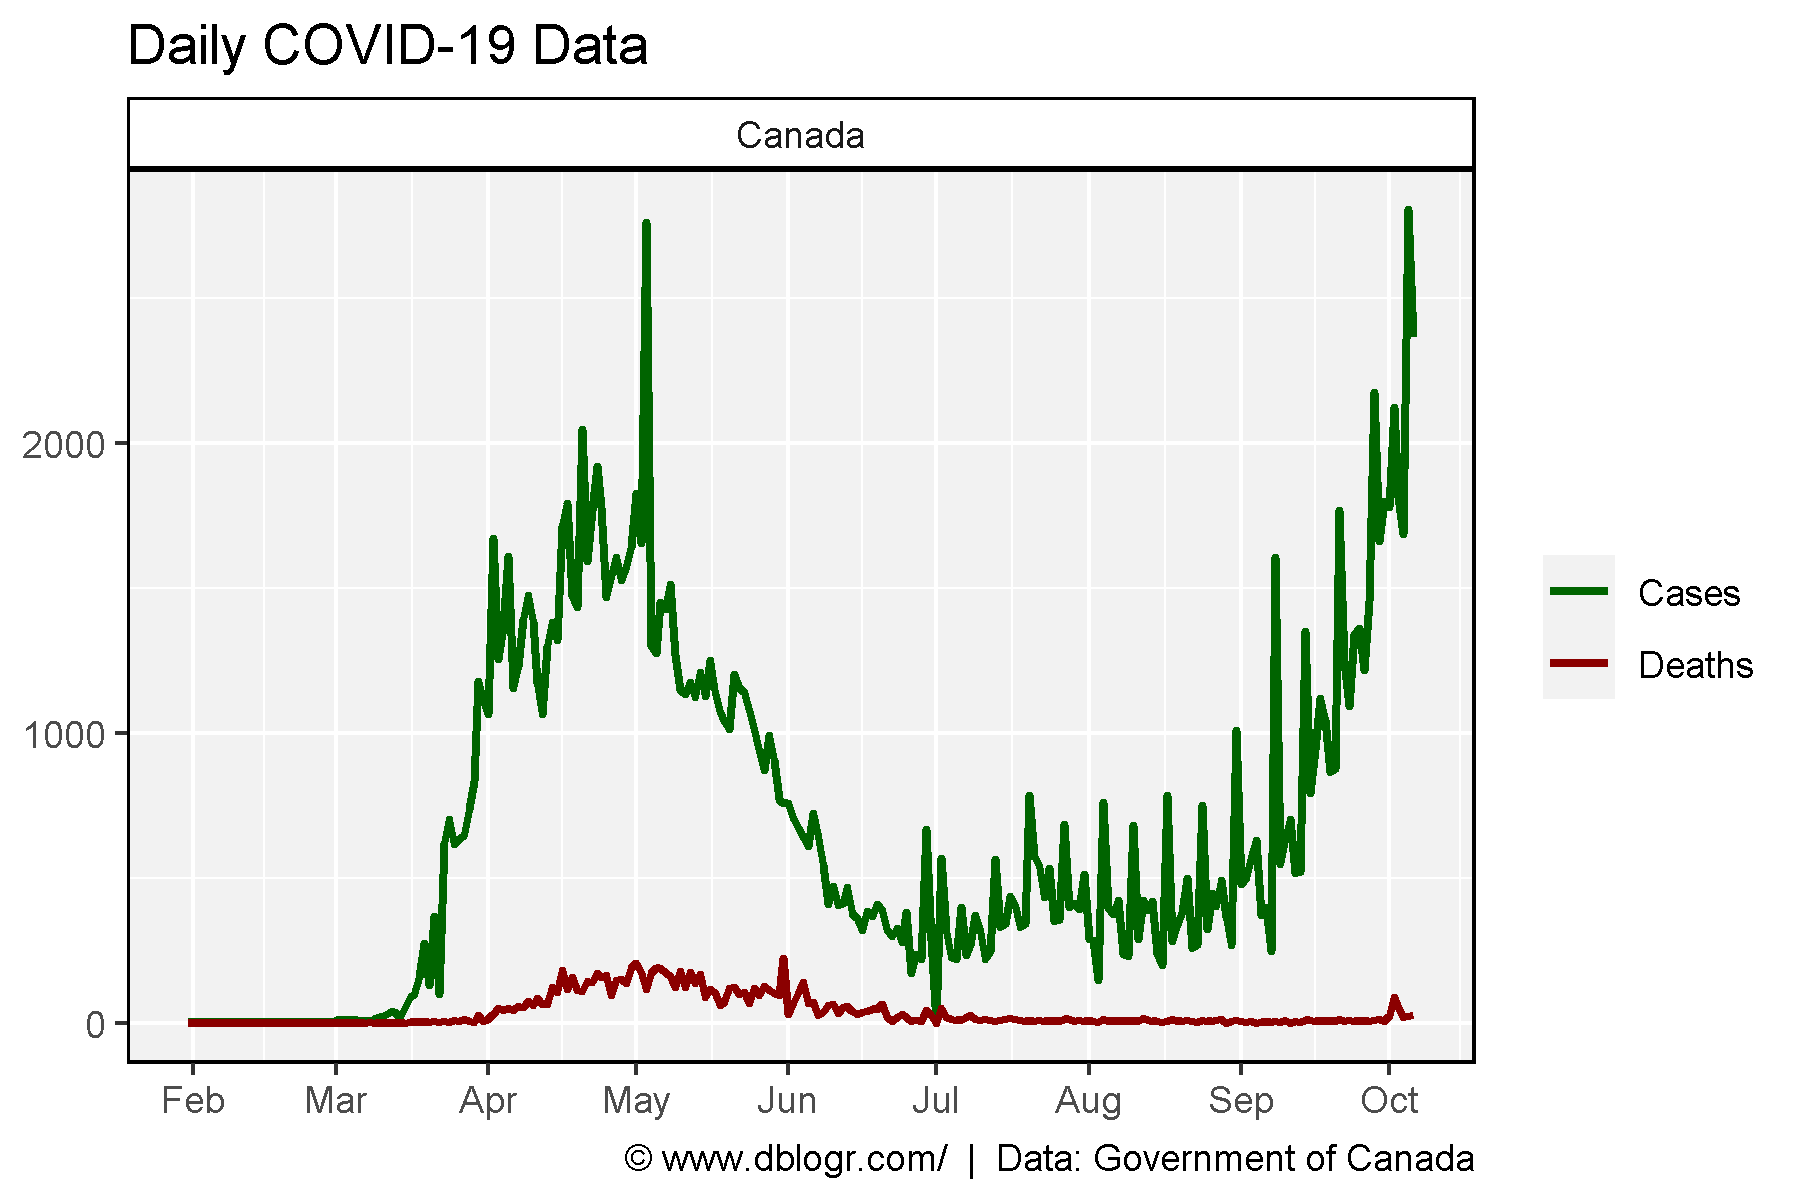 Daily COVID-19 Data
Canada
2000
1000
0
Feb Mar Apr May Jun Jul Aug Sep Oct
Cases
Deaths
© www.dblogr.com/ | Data: Government of Canada